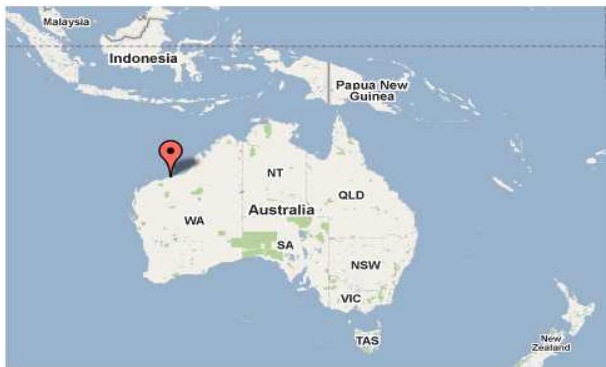 Malaysia
Indonesia
Papua New
Guinea
NT
QLD
WA
Australia
SA
NSW
VIC
TAS
New
Zealand